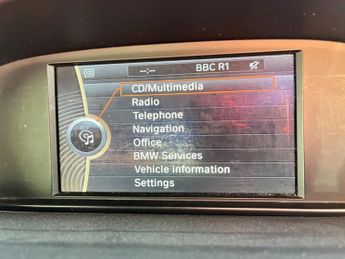 --:-- BBC R1
CD/Multimedia
Radio
Telephone
Navigation
Office
BMW Services
Vehicle information
Settings